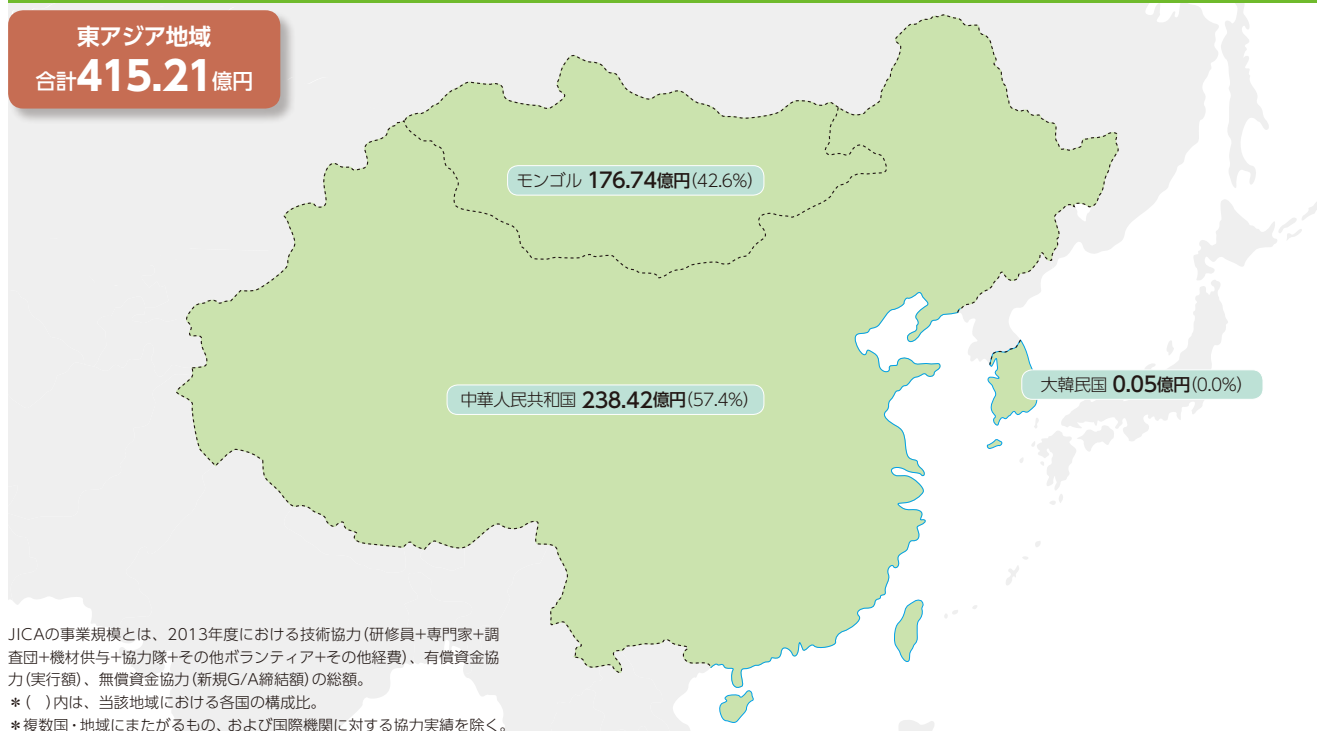 東アジア地域
合計415.21億円
モンゴル 176.74億円(42.6%)
大韓民国 0.05億円(0.0%)
中華人民共和国 238.42億円(57.4%)
JICAの事業規模とは、2013年度における技術協力(研修員+専門家+調
査団+機材供与+協力隊+その他ボランティア+その他経費)、有償資金協
力(実行額)、無償資金協力(新規G/A締結額)の総額。
*( )内は、当該地域における各国の構成比。
*複数国・地域にまたがるもの、および国際機関に対する協力実績を除く。